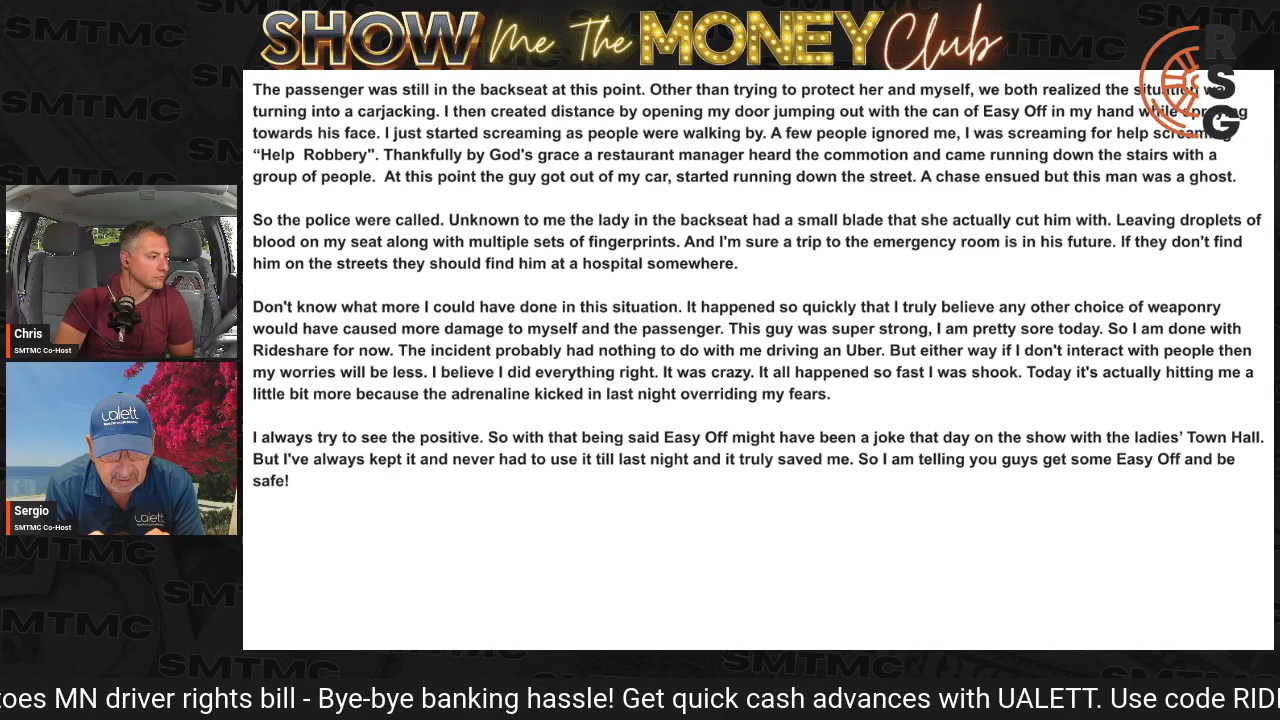 SHOW Me The MONEY Club
RSG
The passenger was still in the backseat at this point. Other than trying to protect her and myself, we both realized the situation
turning into a carjacking. I then created distance by opening my door jumping out with the can of Easy Off in my hand while
towards his face. I just started screaming as people were walking by. A few people ignored me, I was screaming for help screaming
“Help  Robbery". Thankfully by God's grace a restaurant manager heard the commotion and came running down the stairs with a
group of people.  At this point the guy got out of my car, started running down the street. A chase ensued but this man was a ghost.
So the police were called. Unknown to me the lady in the backseat had a small blade that she actually cut him with. Leaving droplets of
blood on my seat along with multiple sets of fingerprints. And I'm sure a trip to the emergency room is in his future. If they don't find
him on the streets they should find him at a hospital somewhere.
Don't know what more I could have done in this situation. It happened so quickly that I truly believe any other choice of weaponry
would have caused more damage to myself and the passenger. This guy was super strong, I am pretty sore today. So I am done with
Rideshare for now. The incident probably had nothing to do with me driving an Uber. But either way if I don't interact with people then
my worries will be less. I believe I did everything right. It was crazy. It all happened so fast I was shook. Today it's actually hitting me a
little bit more because the adrenaline kicked in last night overriding my fears.
I always try to see the positive. So with that being said Easy Off might have been a joke that day on the show with the ladies’ Town Hall.
But I've always kept it and never had to use it till last night and it truly saved me. So I am telling you guys get some Easy Off and be
safe!
Chris
SMTMC Co-Host
ualett
ualett
Sergio
SMTMC Co-Host
SMTMC
SMTMC
SMTMC
SMTMC
SMTMC
SMTMC
SMTMC
toes MN driver rights bill - Bye-bye banking hassle! Get quick cash advances with UALETT. Use code RID